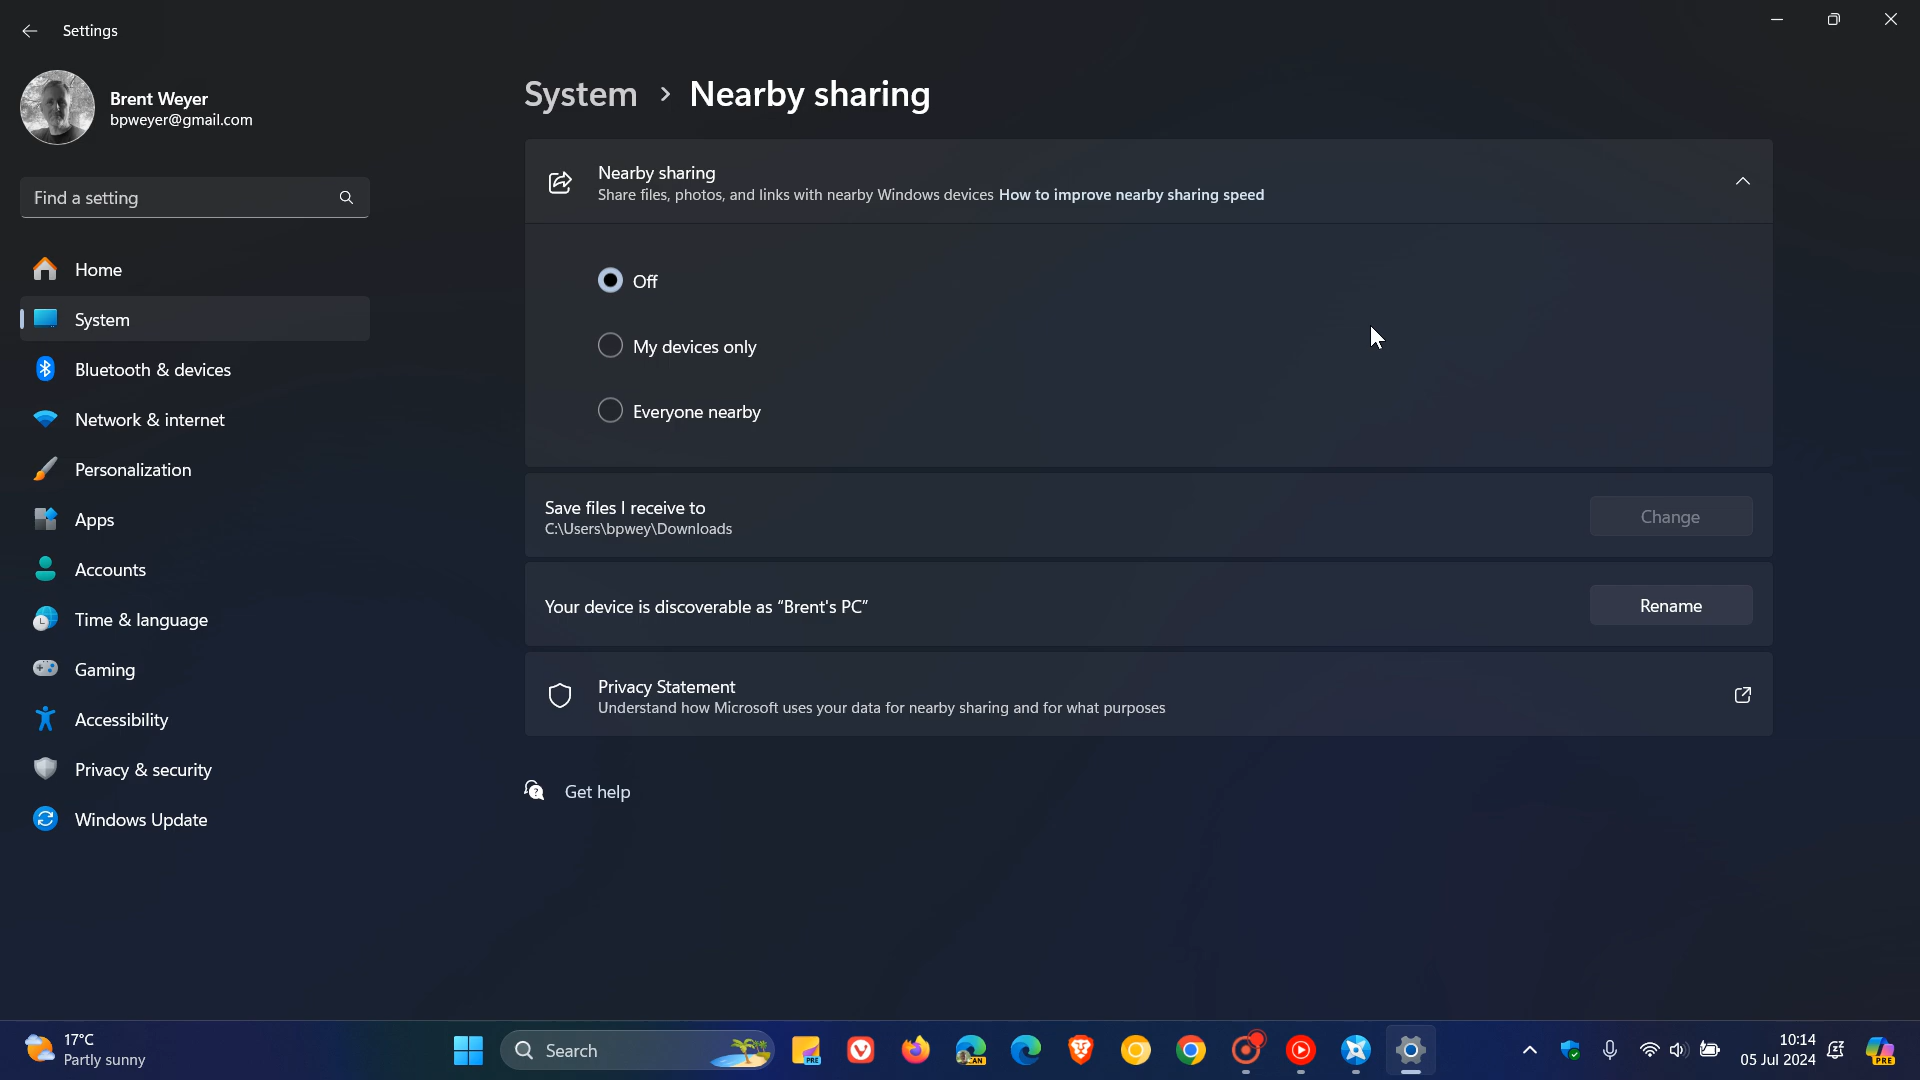 Settings
Brent Weyer
bpweyer@gmail.com
Find a setting
Home
System
Bluetooth & devices
Network & internet
Personalization
Apps
Accounts
Time & language
Gaming
Accessibility
Privacy & security
Windows Update
System > Nearby sharing
Nearby sharing
Share files, photos, and links with nearby Windows devices How to improve nearby sharing speed
Off
My devices only
Everyone nearby
Save files I receive to
C:\Users\bpwey\Downloads
Change
Your device is discoverable as “Brent's PC”
Rename
Privacy Statement
Understand how Microsoft uses your data for nearby sharing and for what purposes
Get help
17°C
Partly sunny
Search
PRE
CAN
10:14
05 Jul 2024
PRE